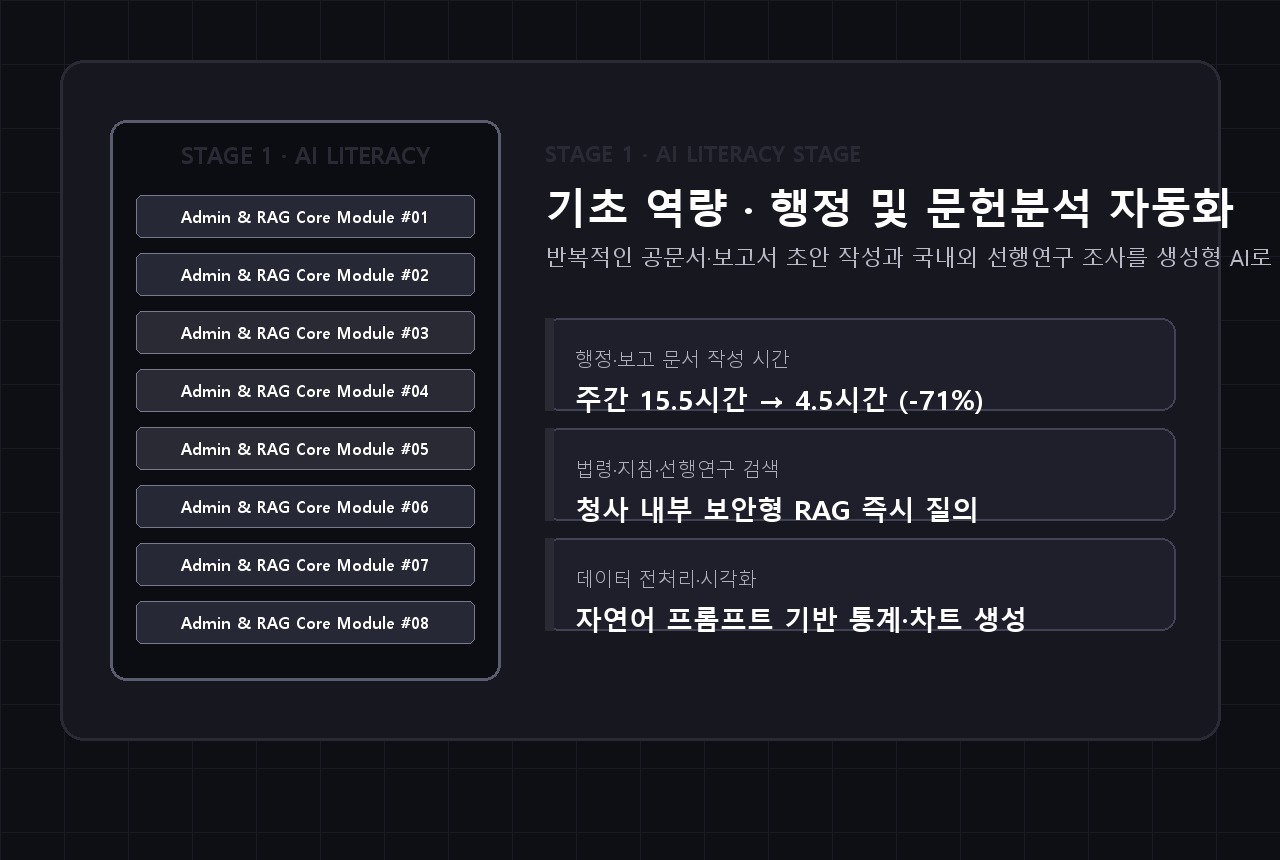 STAGE 1 · AI LITERACY
Admin & RAG Core Module #01
Admin & RAG Core Module #02
Admin & RAG Core Module #03
Admin & RAG Core Module #04
Admin & RAG Core Module #05
Admin & RAG Core Module #06
Admin & RAG Core Module #07
Admin & RAG Core Module #08
STAGE 1 · AI LITERACY STAGE
기초 역량 · 행정 및 문헌분석 자동화
반복적인 공문서·보고서 초안 작성과 국내외 선행연구 조사를 생성형 AI로
행정·보고 문서 작성 시간
주간 15.5시간 → 4.5시간 (-71%)
법령·지침·선행연구 검색
청사 내부 보안형 RAG 즉시 질의
데이터 전처리·시각화
자연어 프롬프트 기반 통계·차트 생성